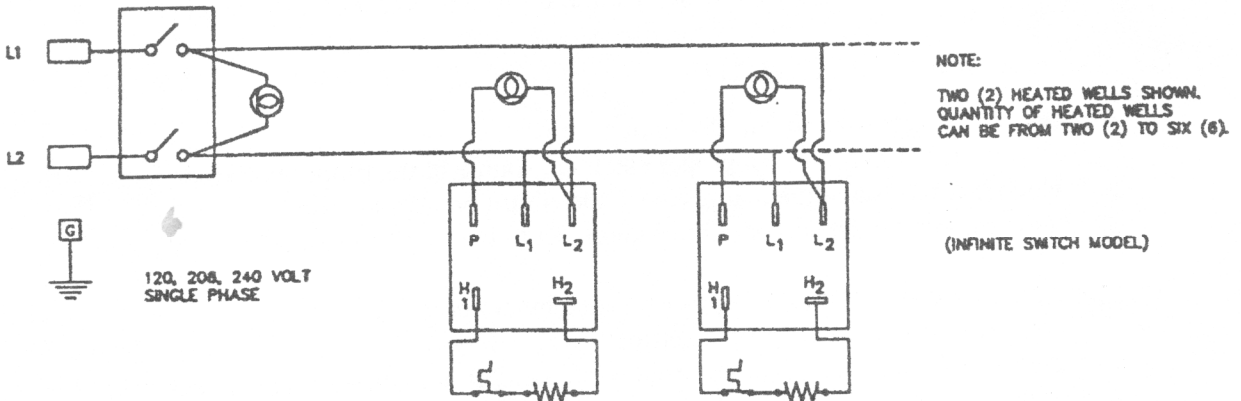 L1
L2
G
120, 208, 240 VOLT
SINGLE PHASE
P L1 L2
H1 H2
P L1 L2
H1 H2
NOTE:
TWO (2) HEATED WELLS SHOWN.
QUANTITY OF HEATED WELLS
CAN BE FROM TWO (2) TO SIX (6).
(INFINITE SWITCH MODEL)